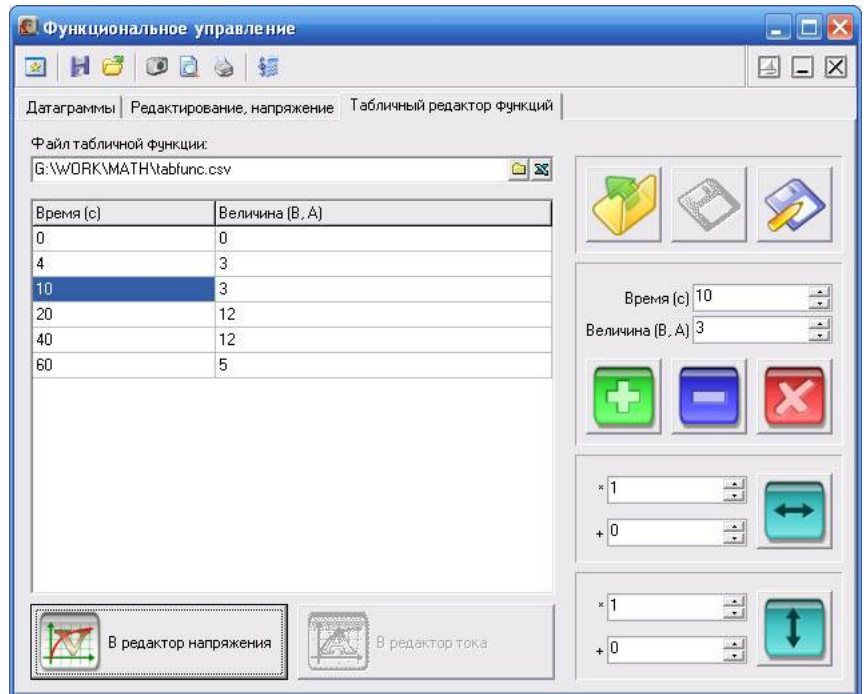 Функциональное управление
Датаграммы Редактирование, напряжение Табличный редактор функций
Файл табличной функции:
G:\WORK\MATH\tabfunc.csv
Время (с) Величина (В, А)
0 0
4 3
10 3
20 12
40 12
60 5
Время (с) 10
Величина (В, А) 3
× 1
+ 0
× 1
+ 0
В редактор напряжения В редактор тока